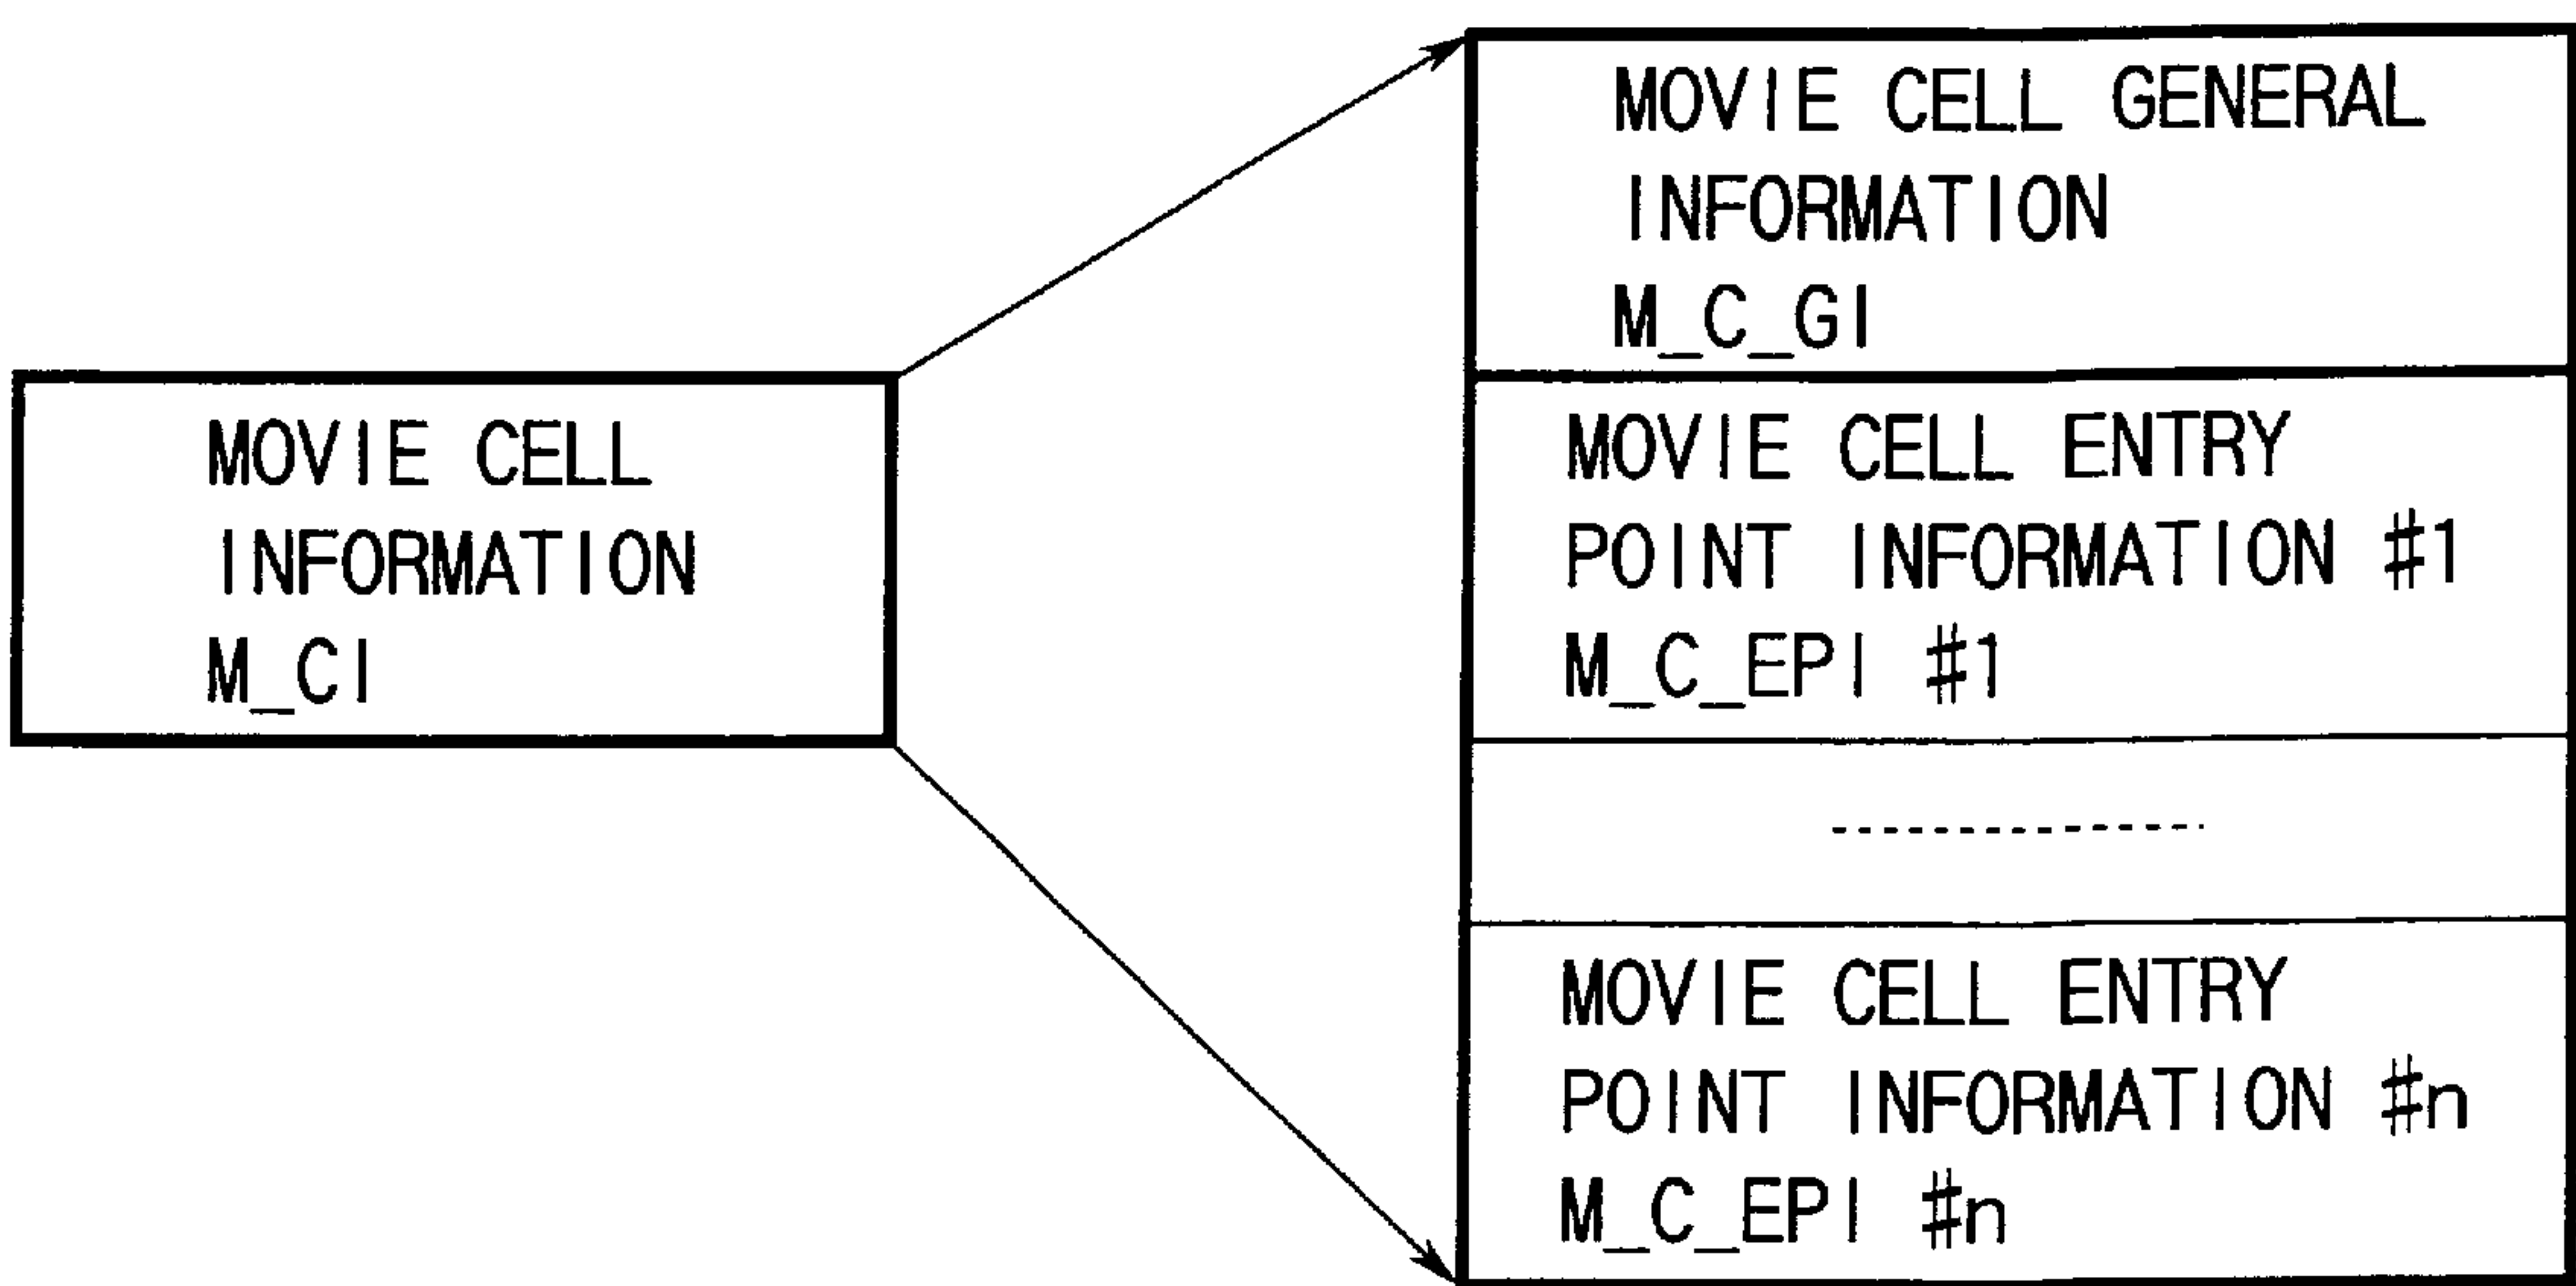 MOVIE CELL
INFORMATION
M_CI
MOVIE CELL GENERAL
INFORMATION
M_C_GI
MOVIE CELL ENTRY
POINT INFORMATION #1
M_C_EPI #1
MOVIE CELL ENTRY
POINT INFORMATION #n
M_C_EPI #n